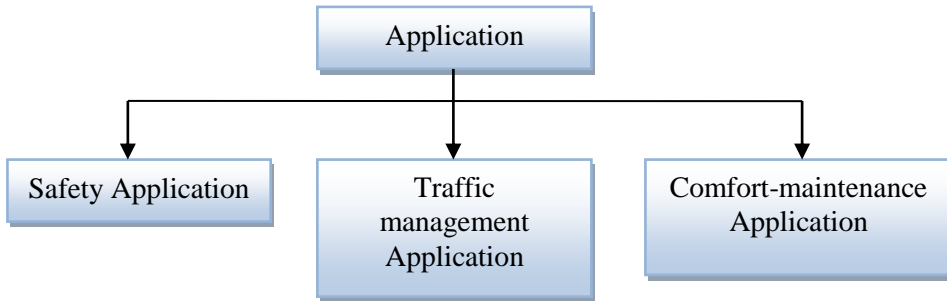 Application
Safety Application
Traffic
management
Application
Comfort-maintenance
Application